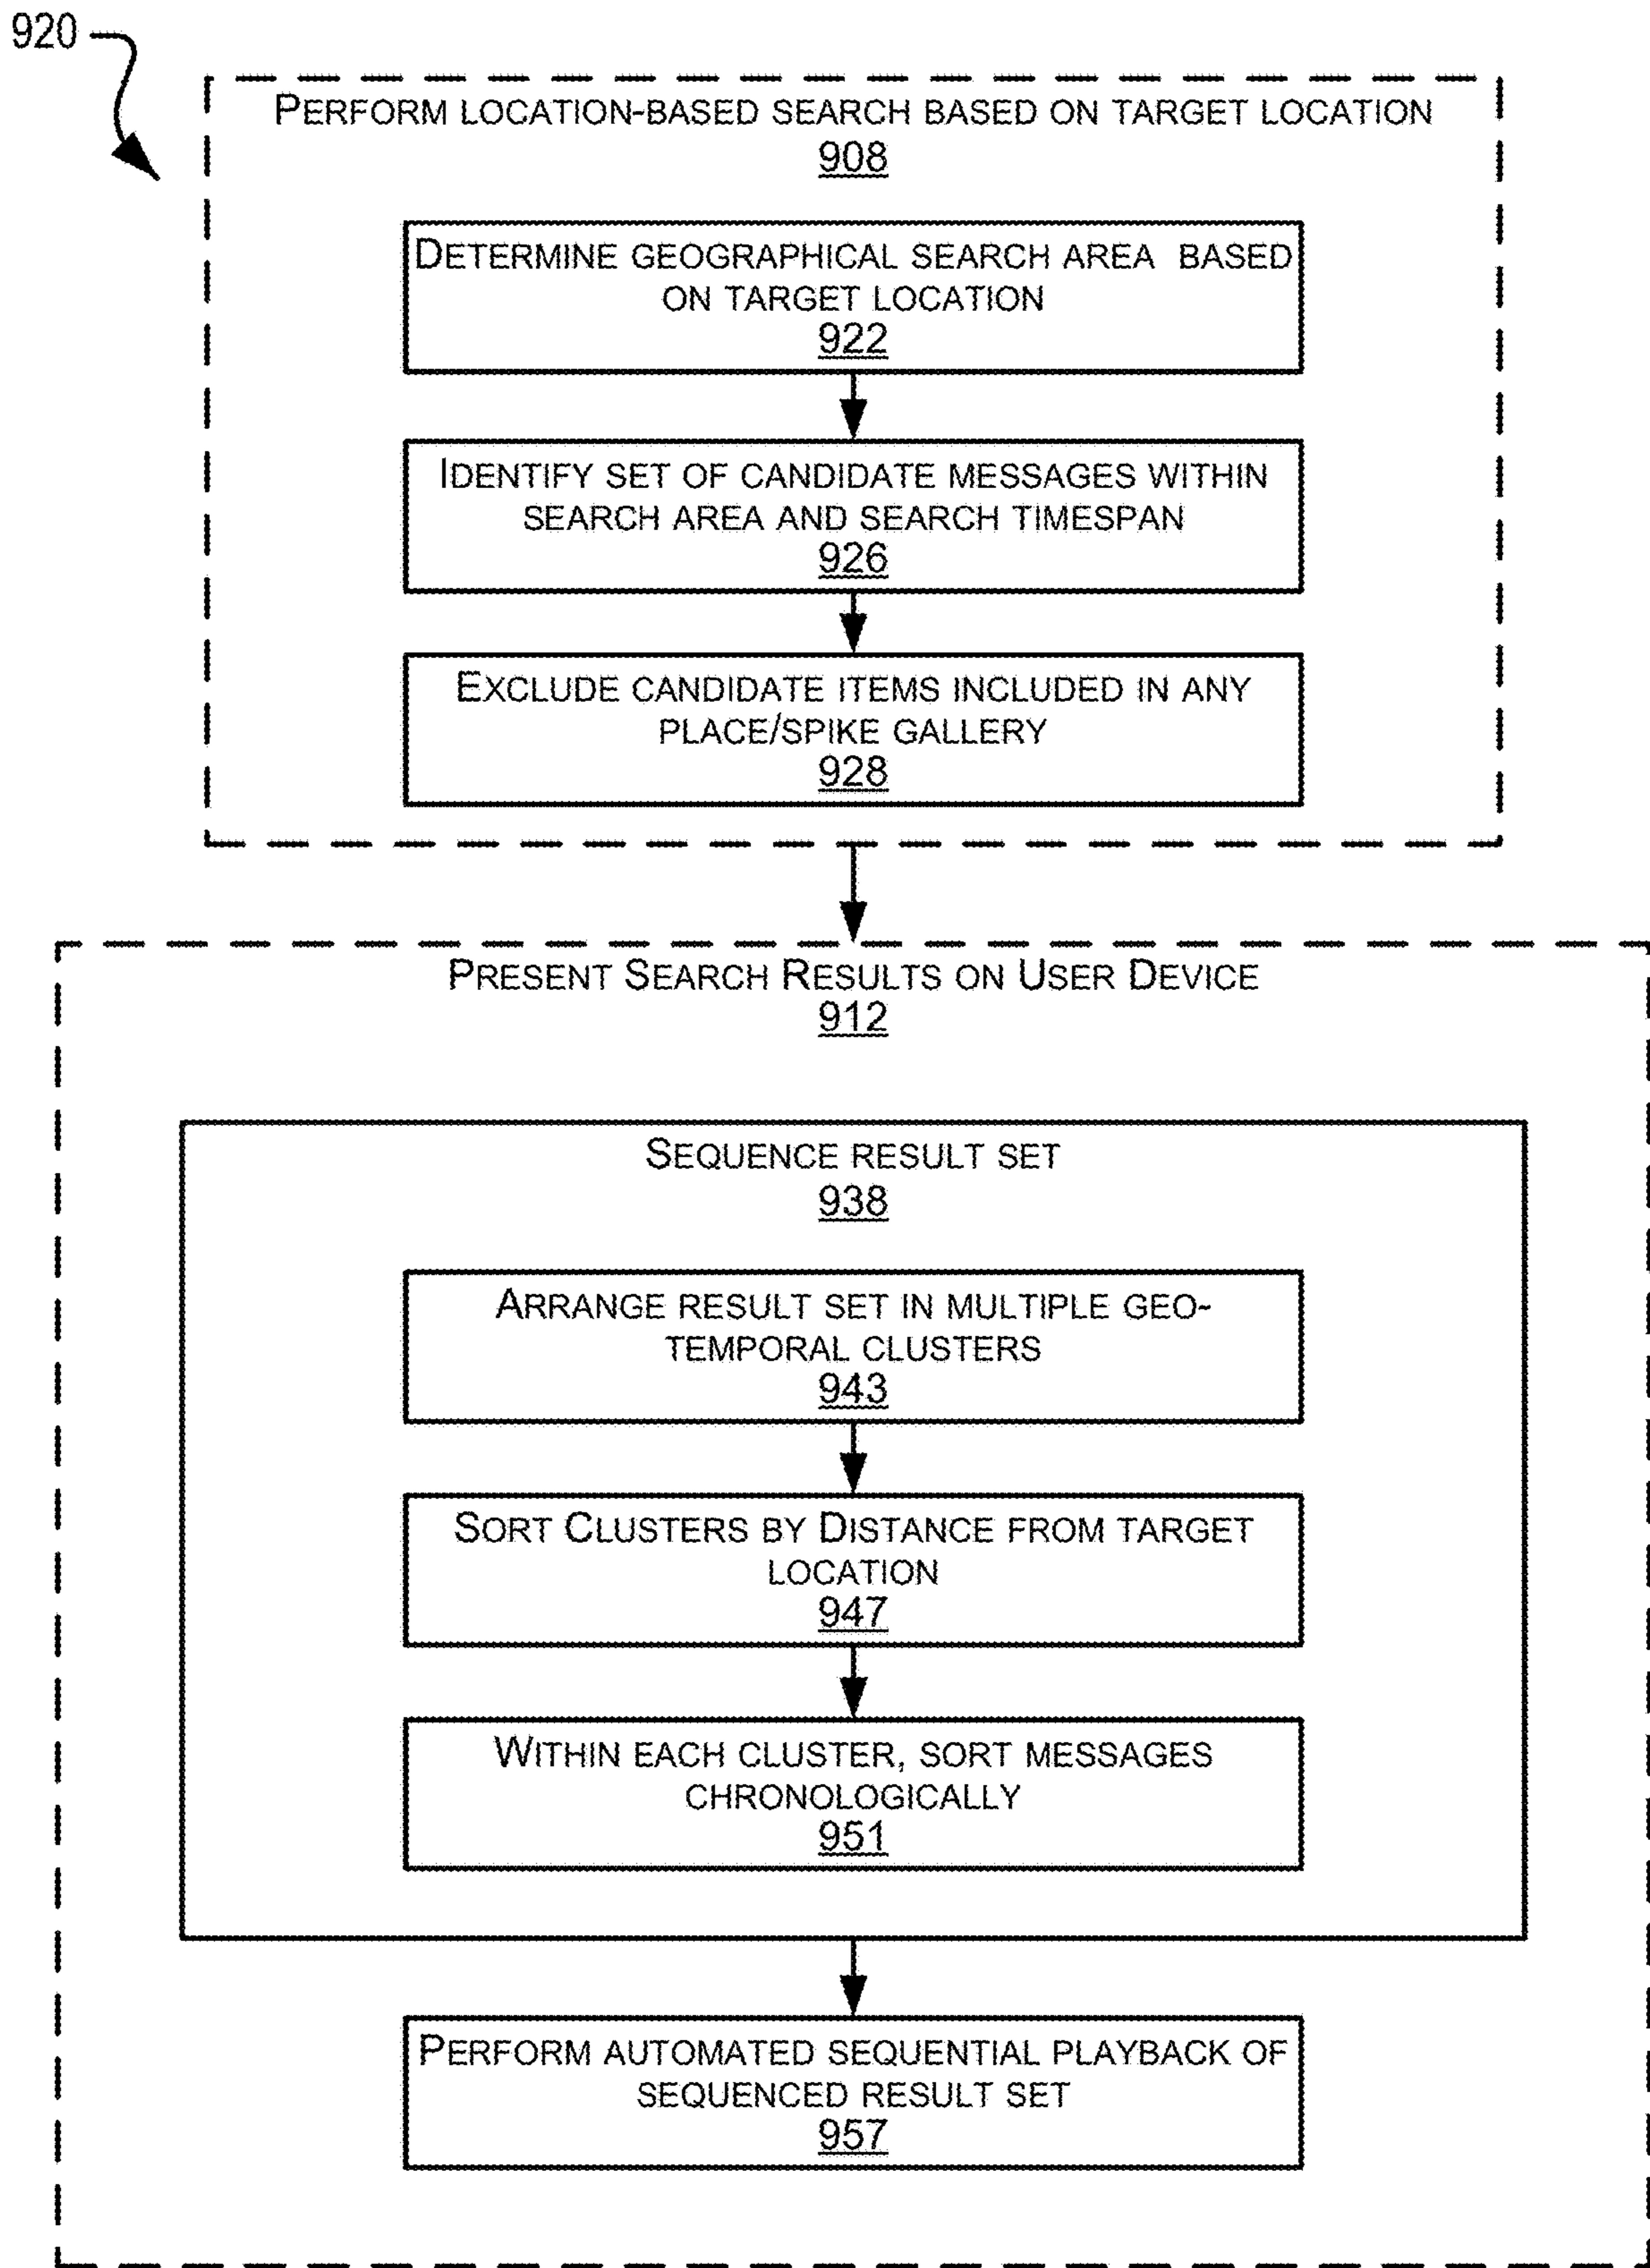 920
PERFORM LOCATION-BASED SEARCH BASED ON TARGET LOCATION
908
DETERMINE GEOGRAPHICAL SEARCH AREA BASED
ON TARGET LOCATION
922
IDENTIFY SET OF CANDIDATE MESSAGES WITHIN
SEARCH AREA AND SEARCH TIMESPAN
926
EXCLUDE CANDIDATE ITEMS INCLUDED IN ANY
PLACE/SPIKE GALLERY
928
PRESENT SEARCH RESULTS ON USER DEVICE
912
SEQUENCE RESULT SET
938
ARRANGE RESULT SET IN MULTIPLE GEO-
TEMPORAL CLUSTERS
943
SORT CLUSTERS BY DISTANCE FROM TARGET
LOCATION
947
WITHIN EACH CLUSTER, SORT MESSAGES
CHRONOLOGICALLY
951
PERFORM AUTOMATED SEQUENTIAL PLAYBACK OF
SEQUENCED RESULT SET
957